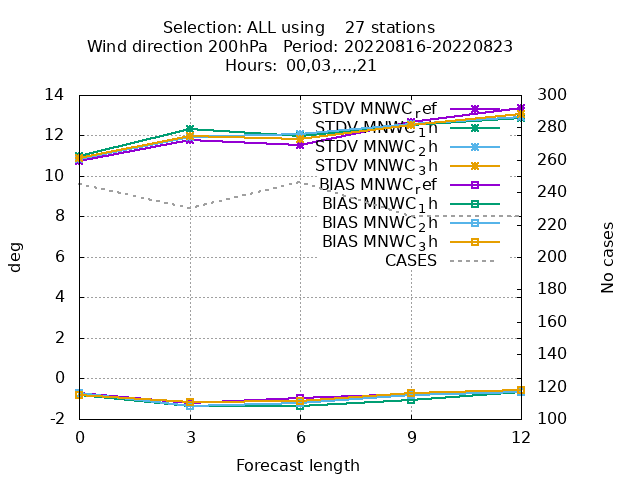 Selection: ALL using    27 stations
Wind direction 200hPa   Period: 20220816-20220823
Hours:  00,03,...,21
14 300
12 280
10 260
8 240
6 220
4 200
2 180
0 160
-2 140
120
100
deg
No cases
STDV MNWC_ref
STDV MNWC_1h
STDV MNWC_2h
STDV MNWC_3h
BIAS MNWC_ref
BIAS MNWC_1h
BIAS MNWC_2h
BIAS MNWC_3h
CASES
0 3 6 9 12
Forecast length